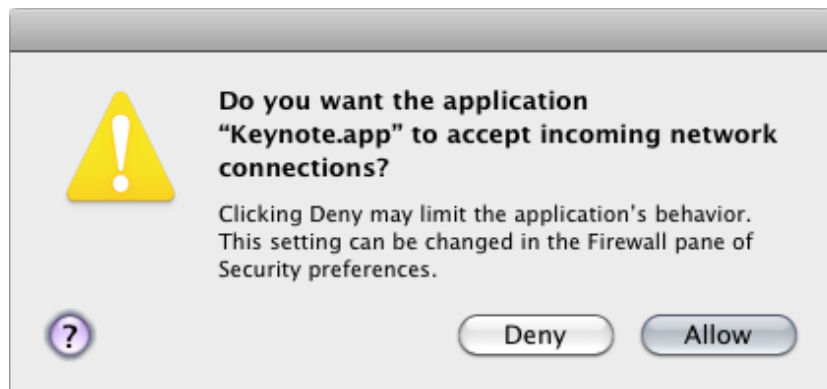 Do you want the application
“Keynote.app” to accept incoming network
connections?
Clicking Deny may limit the application’s behavior.
This setting can be changed in the Firewall pane of
Security preferences.
?
Deny
Allow